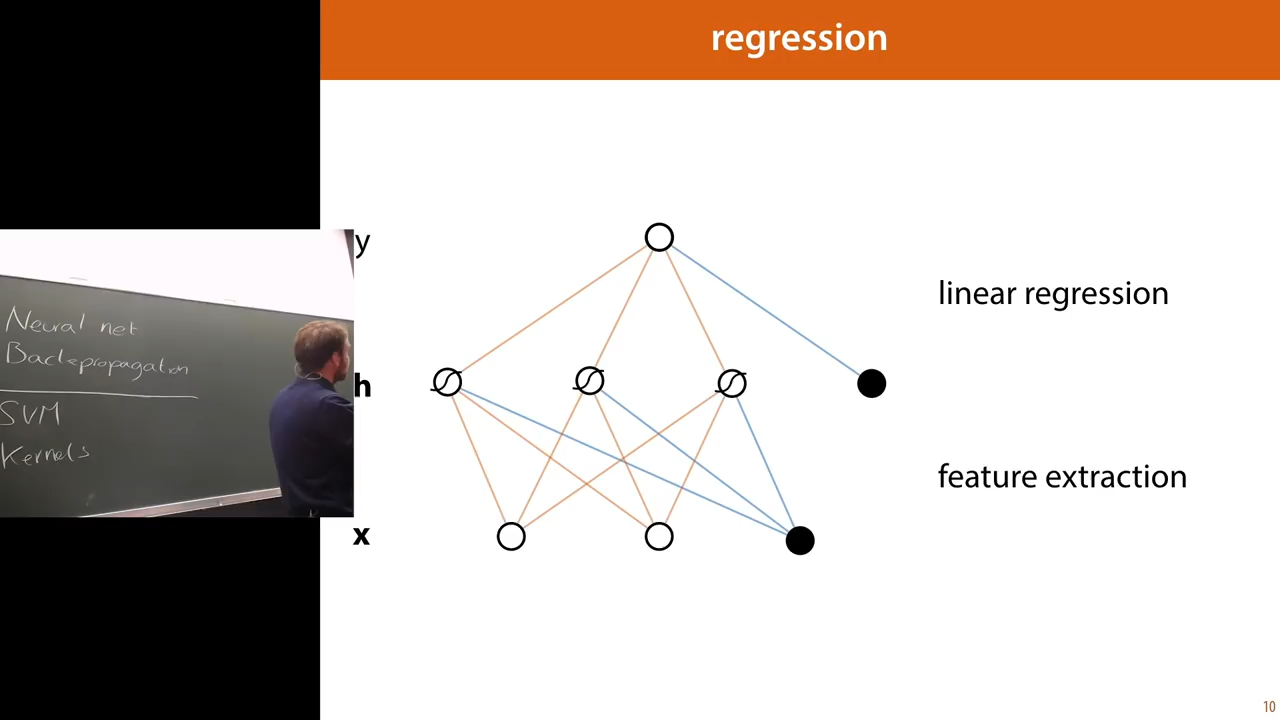 regression
y
linear regression
h
feature extraction
x
Neural net
Backpropagation
SVM
Kernels
10